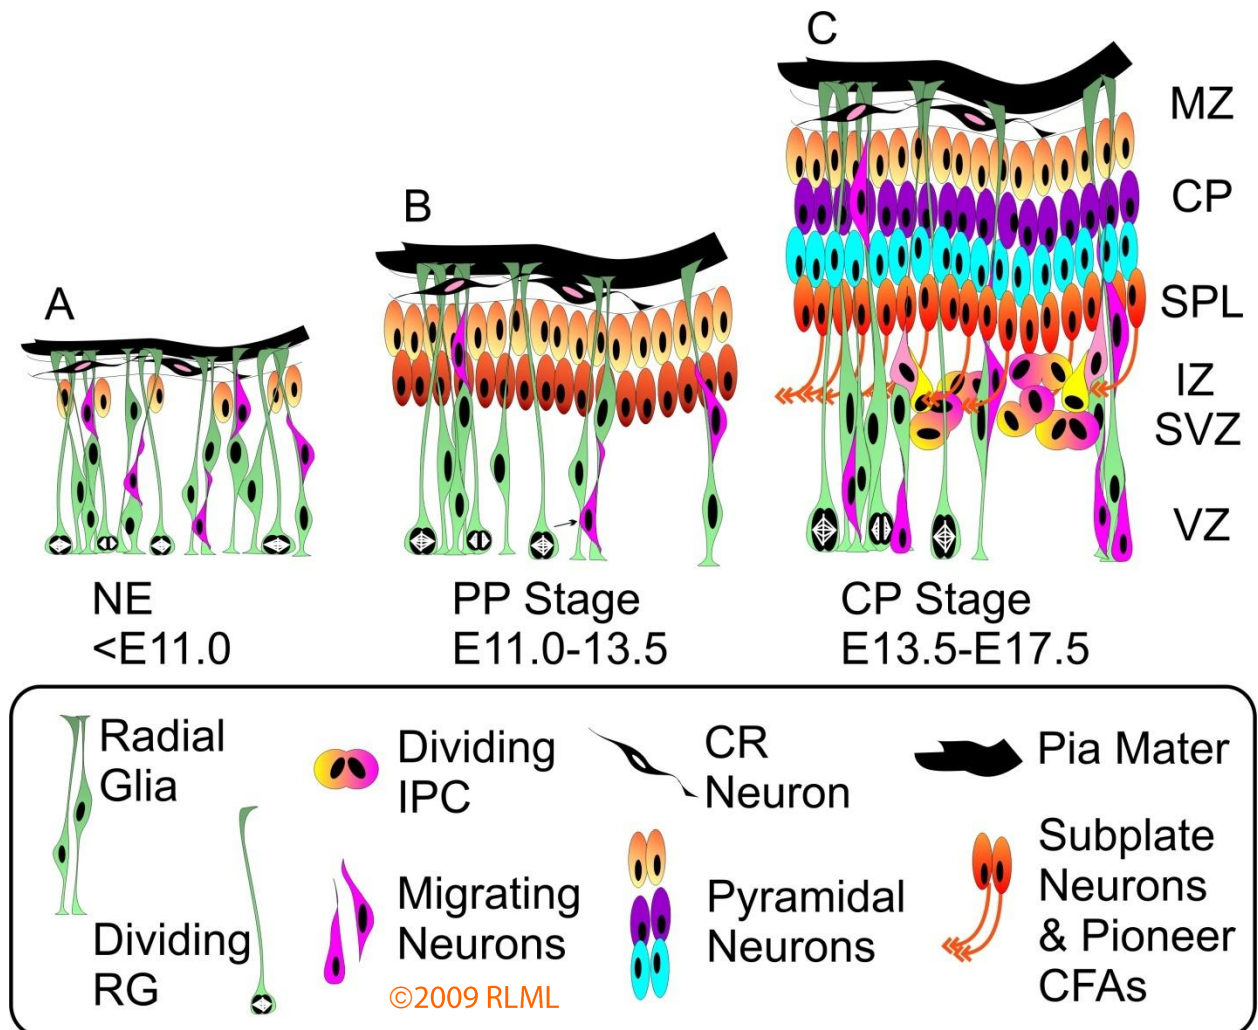 A
B
C
MZ
CP
SPL
IZ
SVZ
VZ
NE
<E11.0
PP Stage
E11.0-13.5
CP Stage
E13.5-E17.5
Radial
Glia
Dividing
RG
Dividing
IPC
Migrating
Neurons
©2009 RLML
CR
Neuron
Pyramidal
Neurons
Pia Mater
Subplate
Neurons
& Pioneer
CFAs